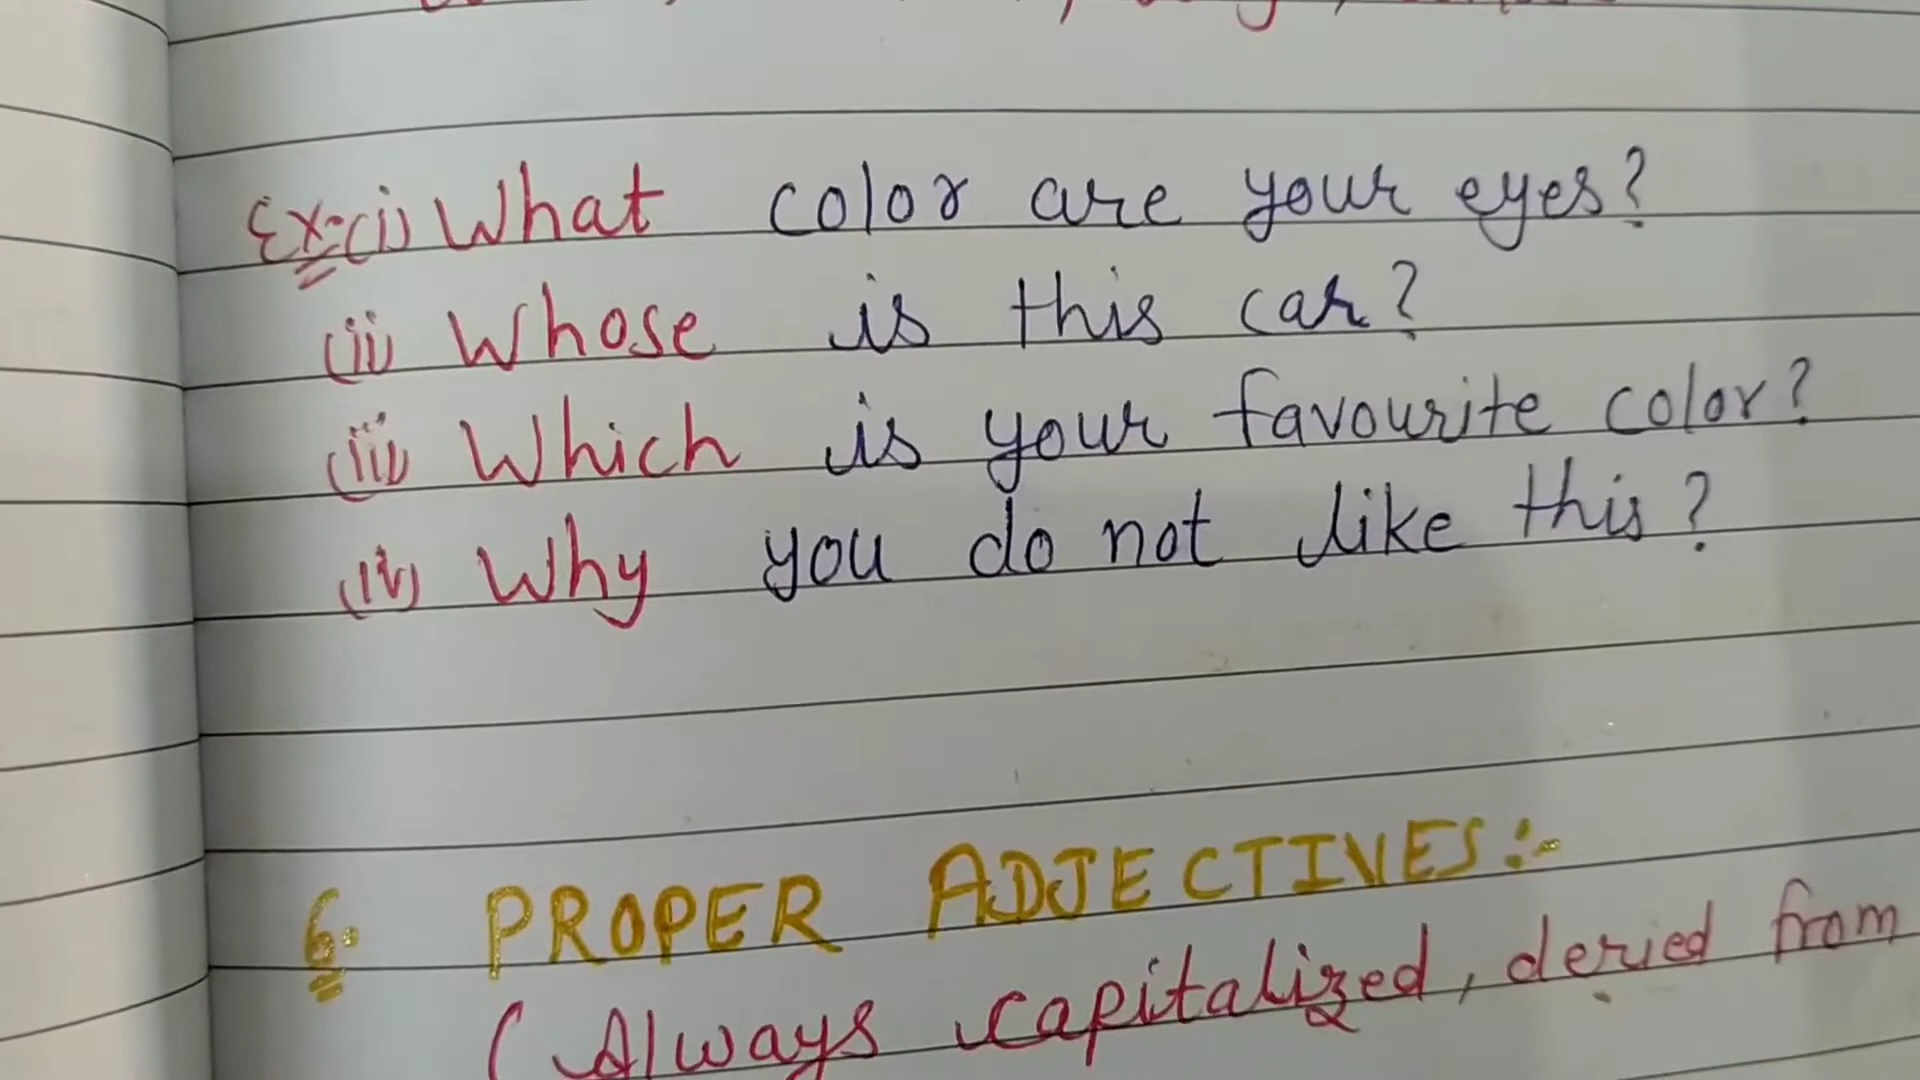 Ex:-(i) What color are your eyes?
(ii) Whose is this car?
(iii) Which is your favourite color?
(iv) Why you do not like this?
6. PROPER ADJECTIVES:-
(Always capitalized, deried from